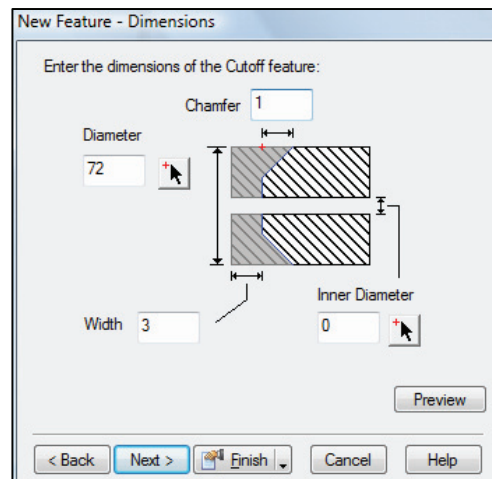 New Feature - Dimensions
Enter the dimensions of the Cutoff feature:
Chamfer 1
Diameter
72
Inner Diameter
Width 3
0
Preview
< Back Next > Finish Cancel Help